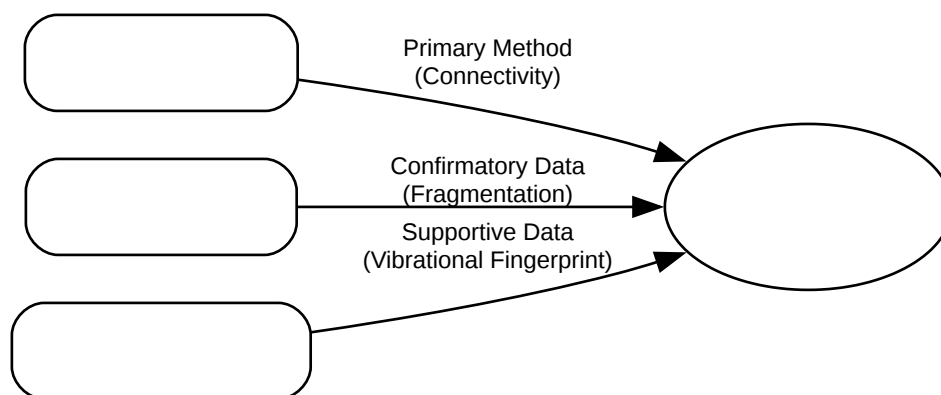 Primary Method
(Connectivity)
Confirmatory Data
(Fragmentation)
Supportive Data
(Vibrational Fingerprint)